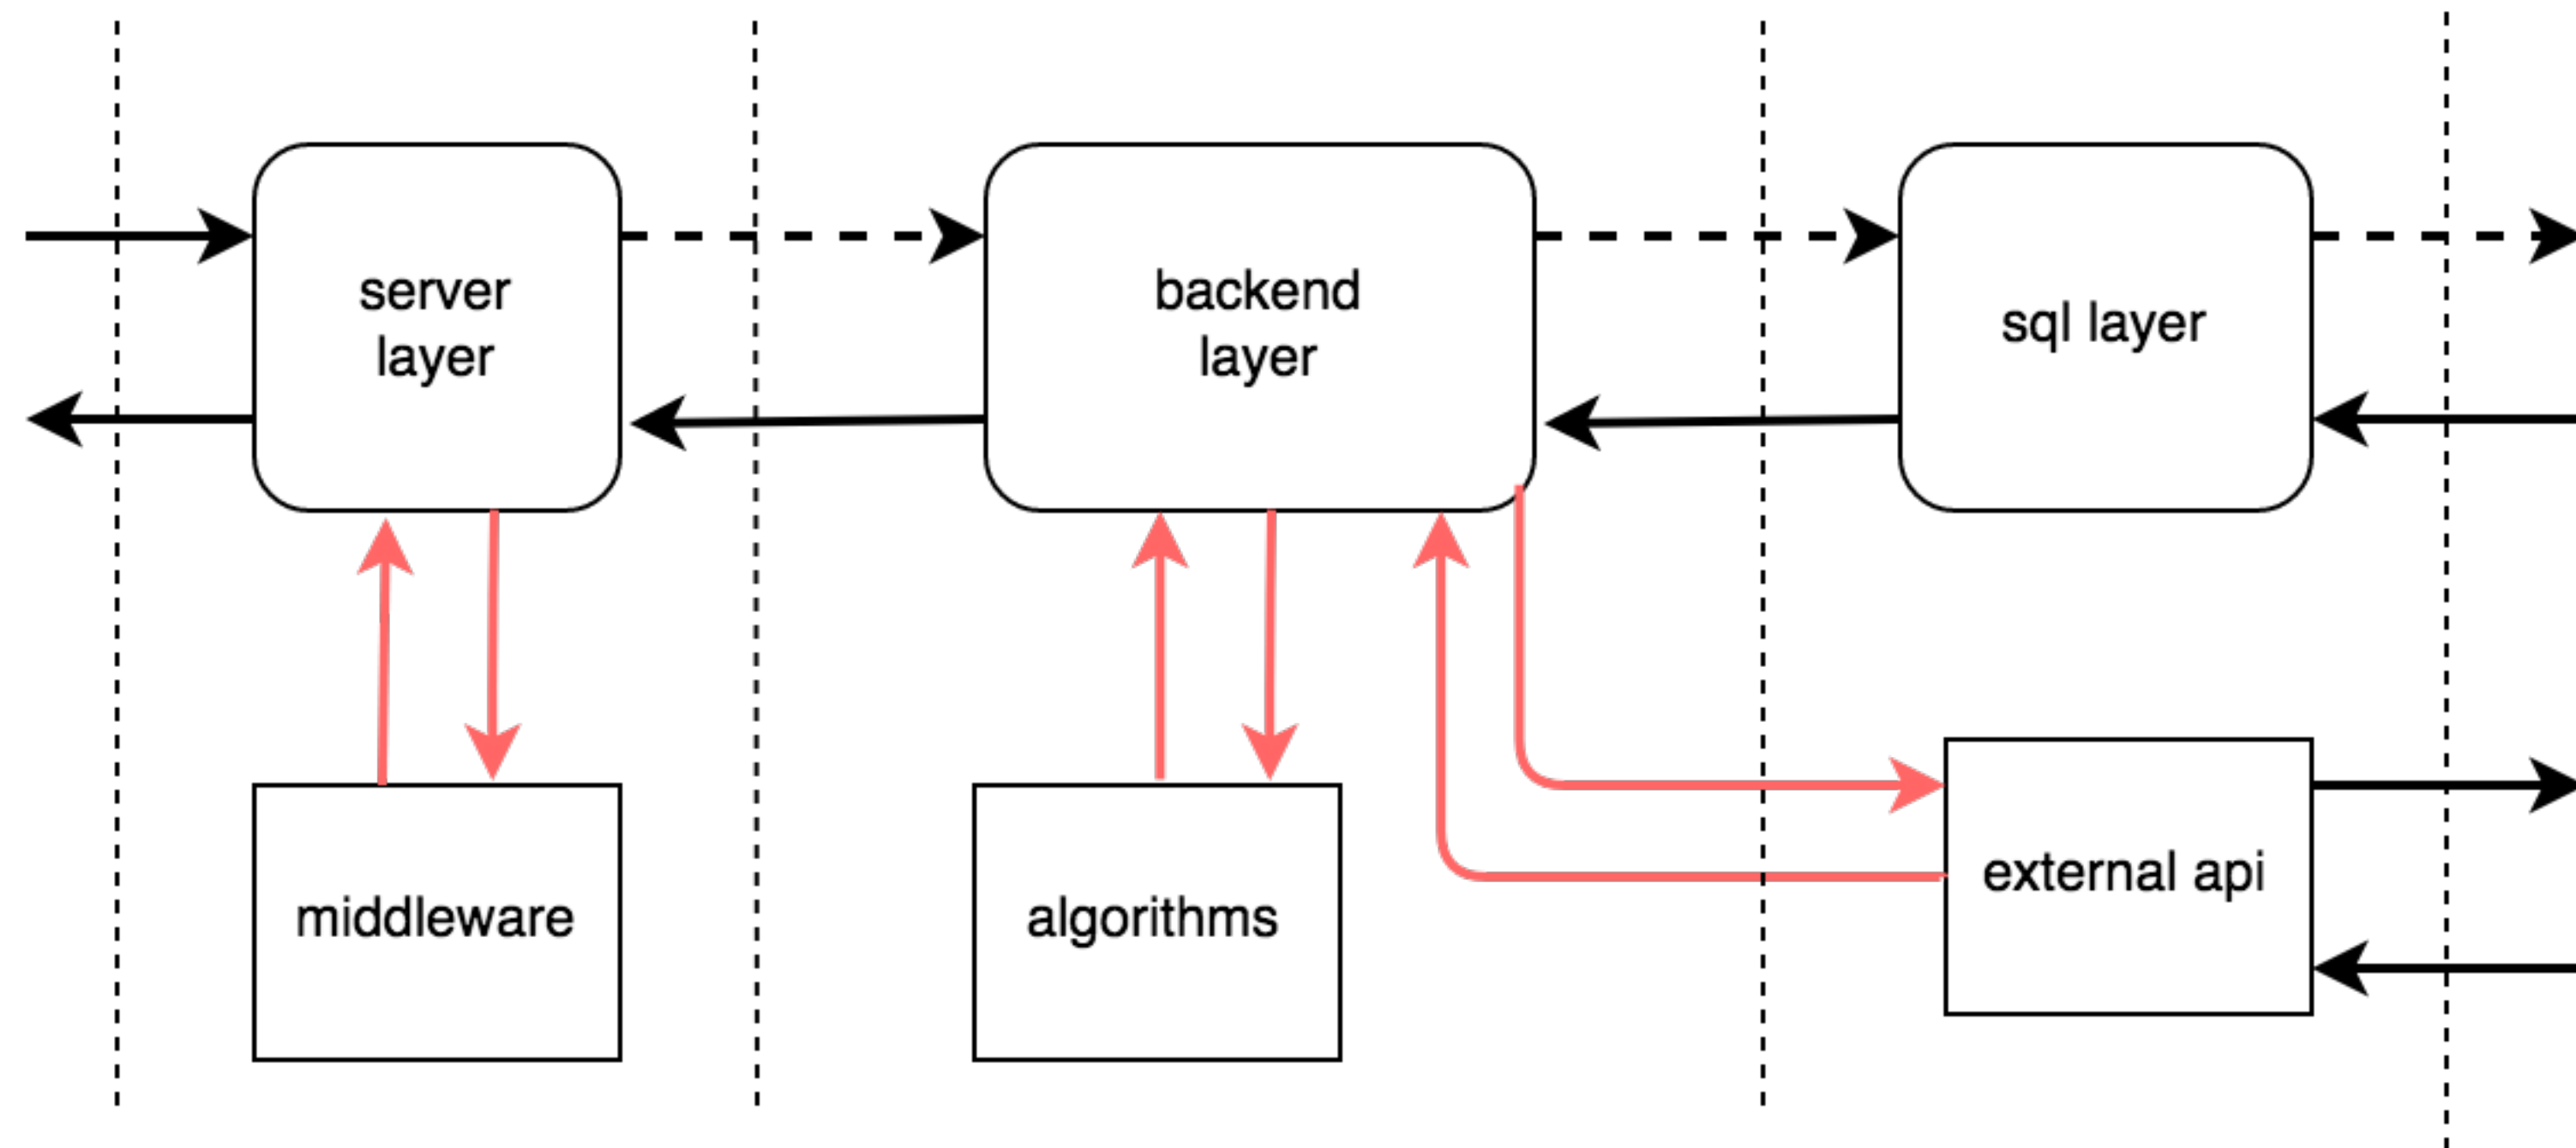 server
layer
backend
layer
sql layer
middleware
algorithms
external api